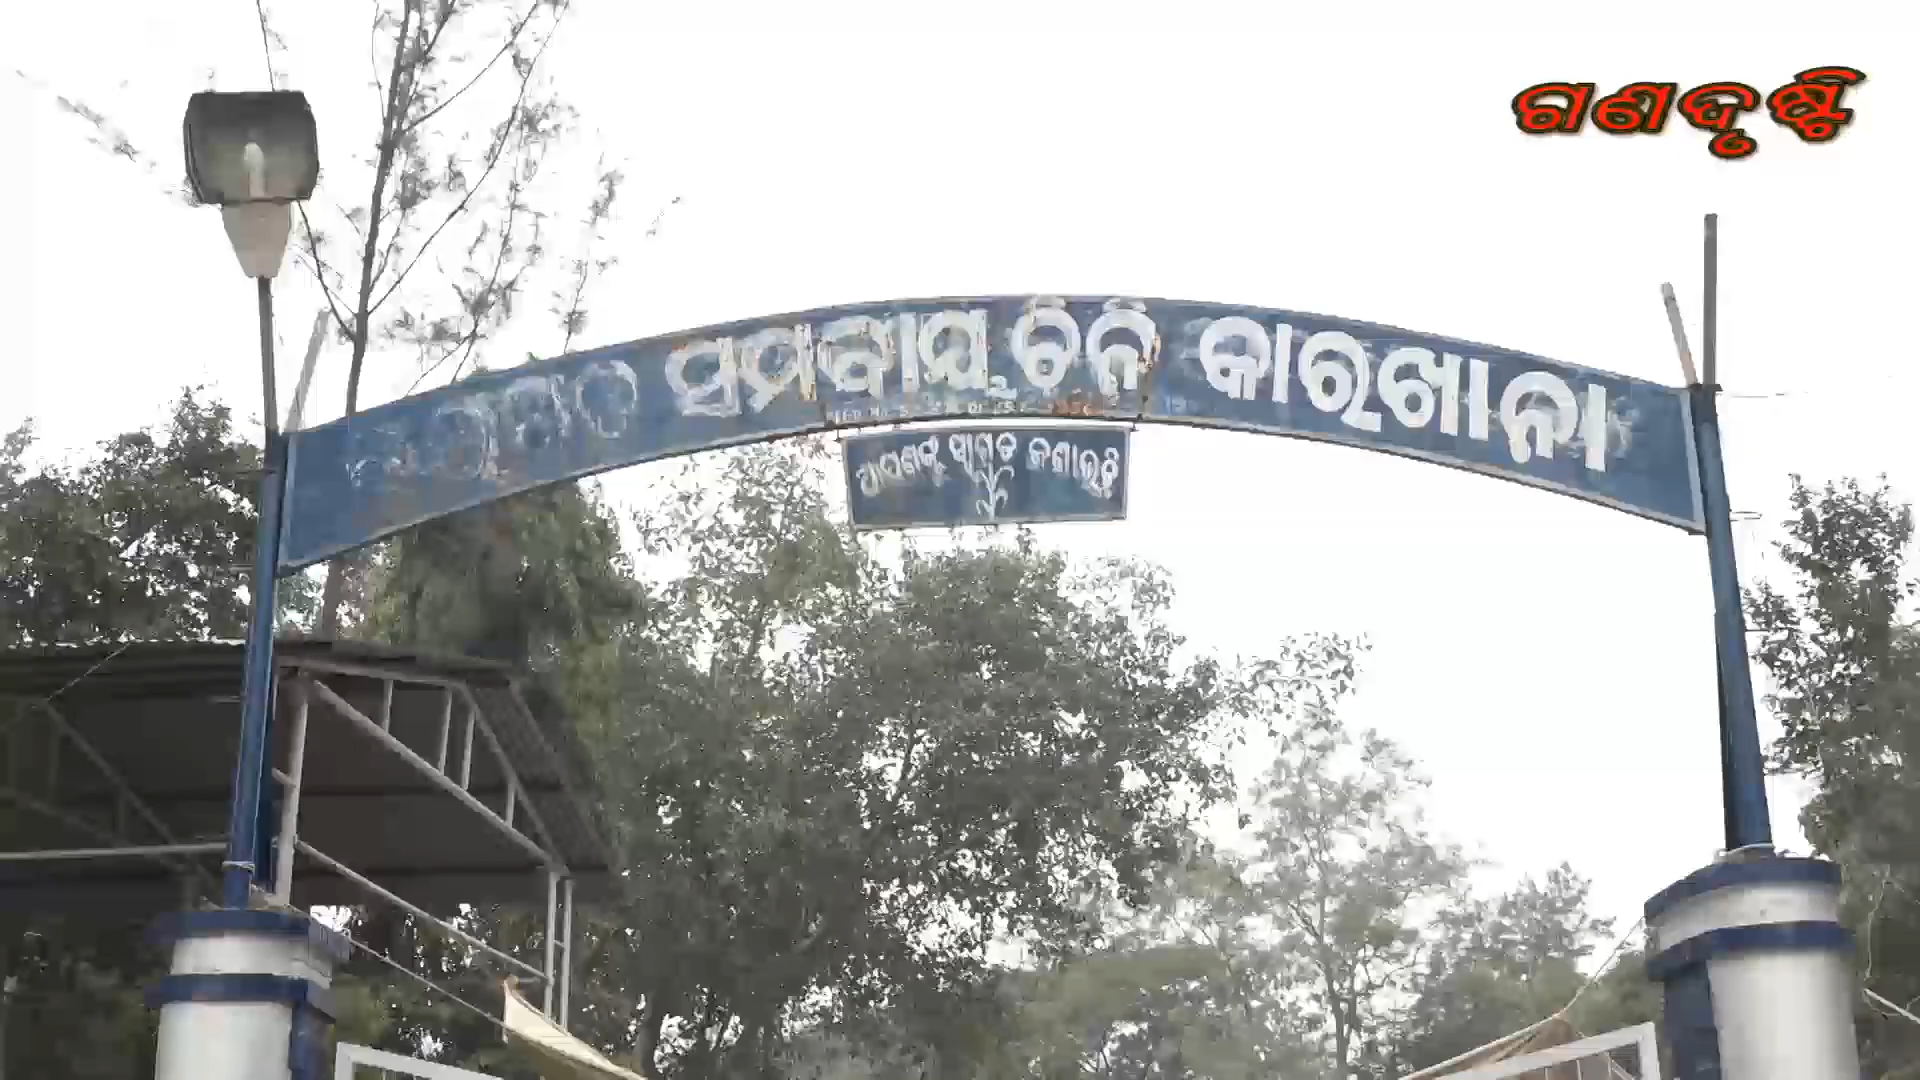 ଗଣଦୃଷ୍ଟି
ସମବାୟ ଚିନି କାରଖାନା
ଆପଣଙ୍କୁ ସ୍ୱାଗତ ଜଣାଉଛି